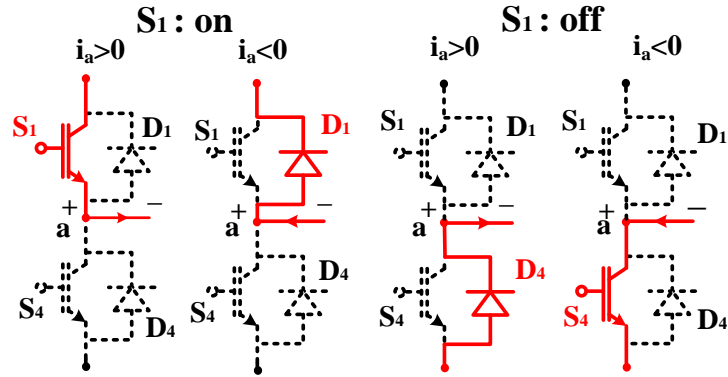 S1 : on
S1 : off
ia>0
ia<0
ia>0
ia<0
S1
D1
S1
D1
S1
D1
S1
D1
+
−
+
−
+
−
+
−
a
a
a
a
S4
D4
S4
D4
S4
D4
S4
D4